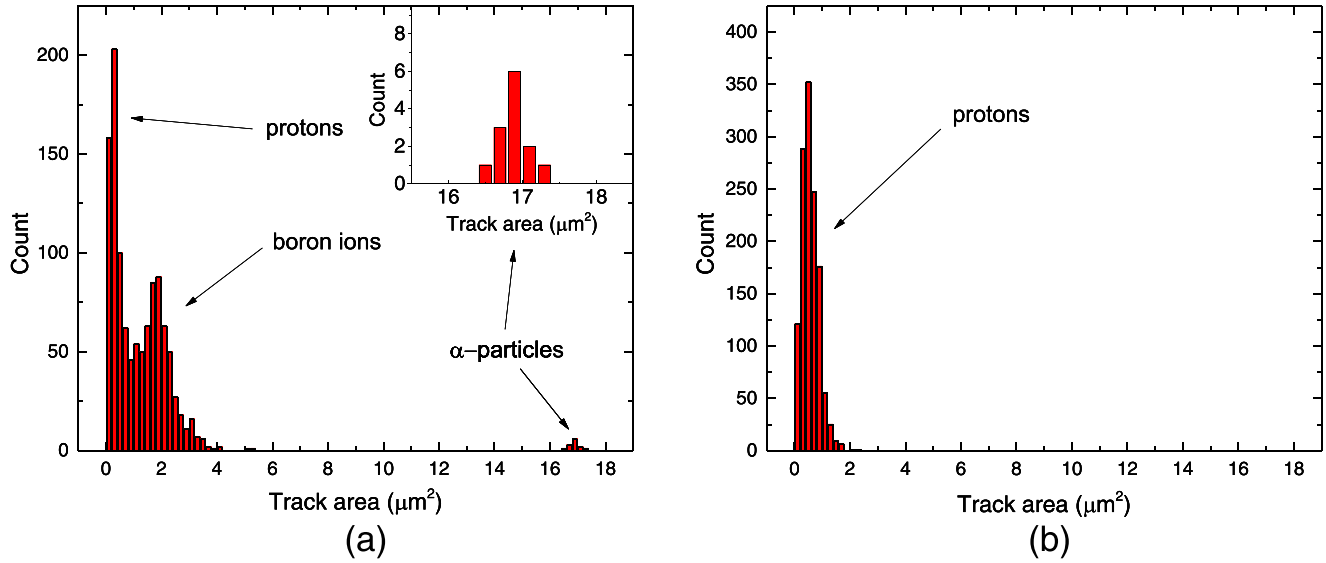 200
150
100
50
0
Count
0 2 4 6 8 10 12 14 16 18
Track area (μm²)
protons
boron ions
α−particles
8
6
4
2
0
Count
16 17 18
Track area (μm²)
(a)
400
350
300
250
200
150
100
50
0
Count
0 2 4 6 8 10 12 14 16 18
Track area (μm²)
protons
(b)